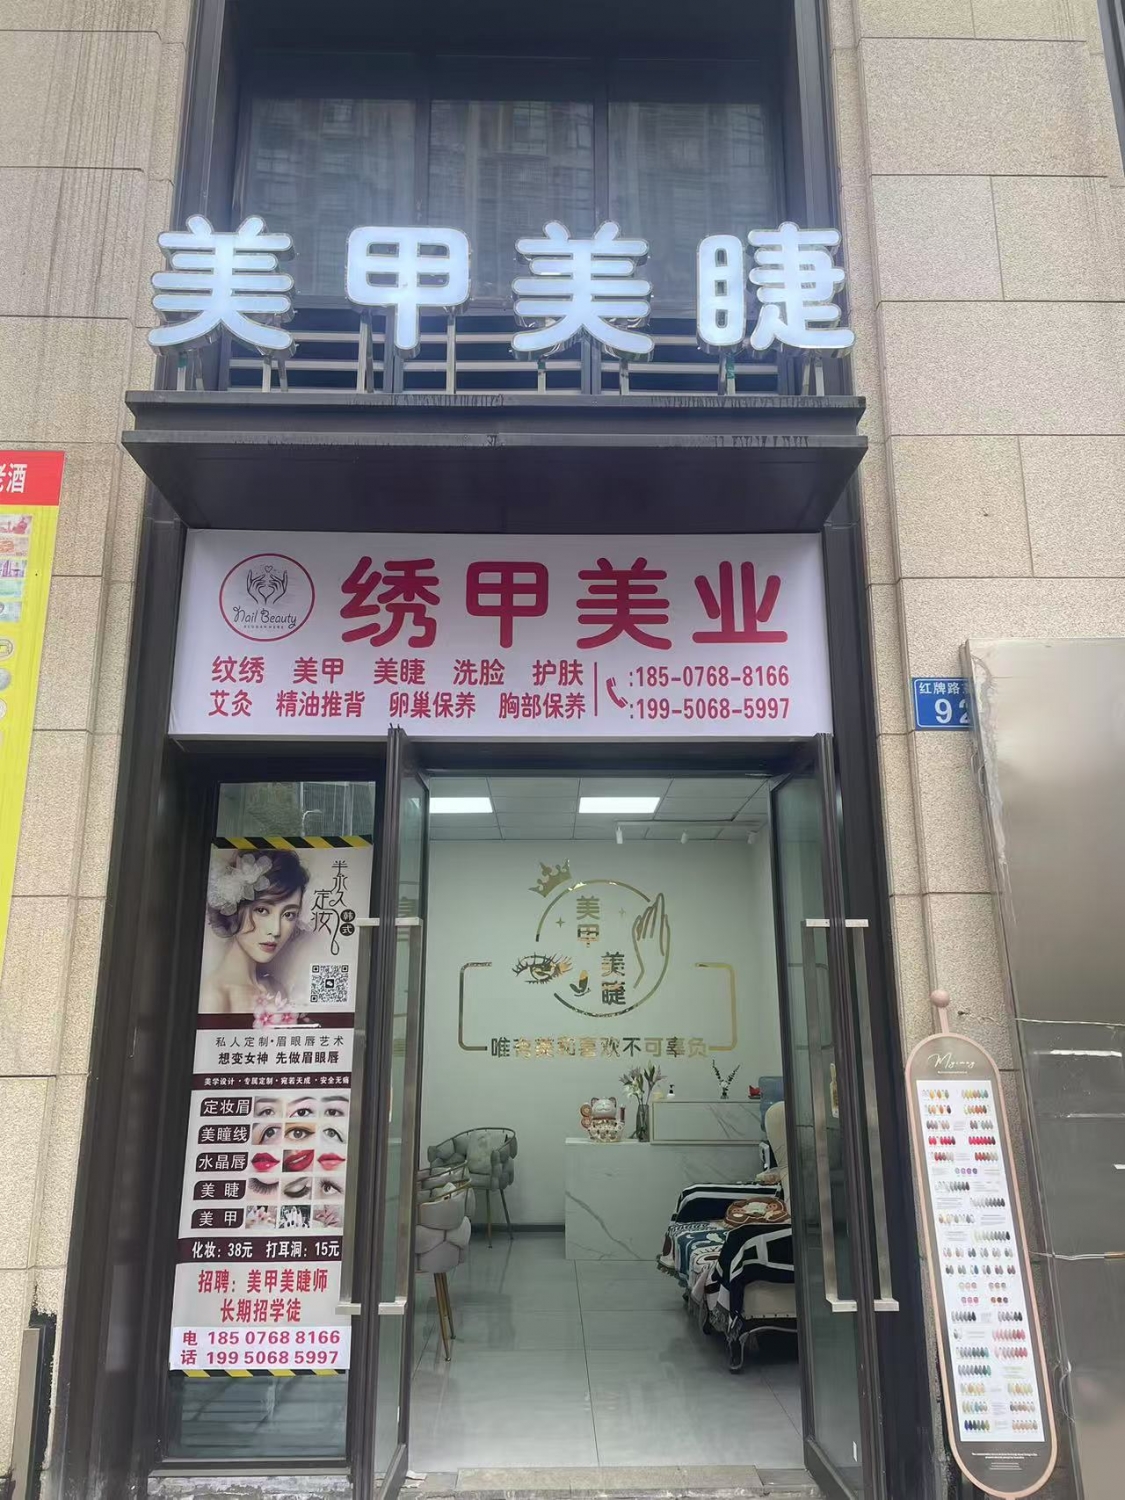 美甲美睫
老酒
Nail Beauty
绣甲美业
纹绣 美甲 美睫 洗脸 护肤
艾灸 精油推背 卵巢保养 胸部保养
:185-0768-8166
:199-5068-5997
红牌路
92
半永久定妆
韩式
私人定制·眉眼唇艺术
想变女神 先做眉眼唇
美学设计·专属定制·宛若天成·安全无痛
定妆眉
美瞳线
水晶唇
美睫
美甲
化妆：38元 打耳洞：15元
招聘：美甲美睫师
长期招学徒
电话
185 0768 8166
199 5068 5997
美甲
美睫
唯有美和喜欢不可辜负